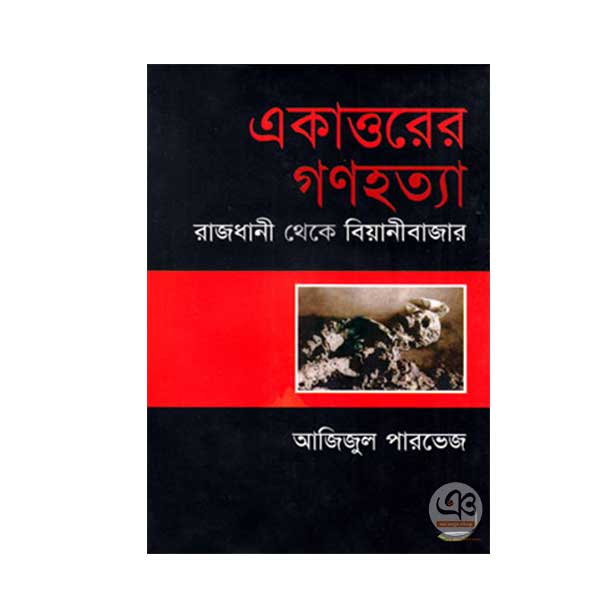 একাত্তরের
গণহত্যা
রাজধানী থেকে বিয়ানীবাজার
আজিজুল পারভেজ